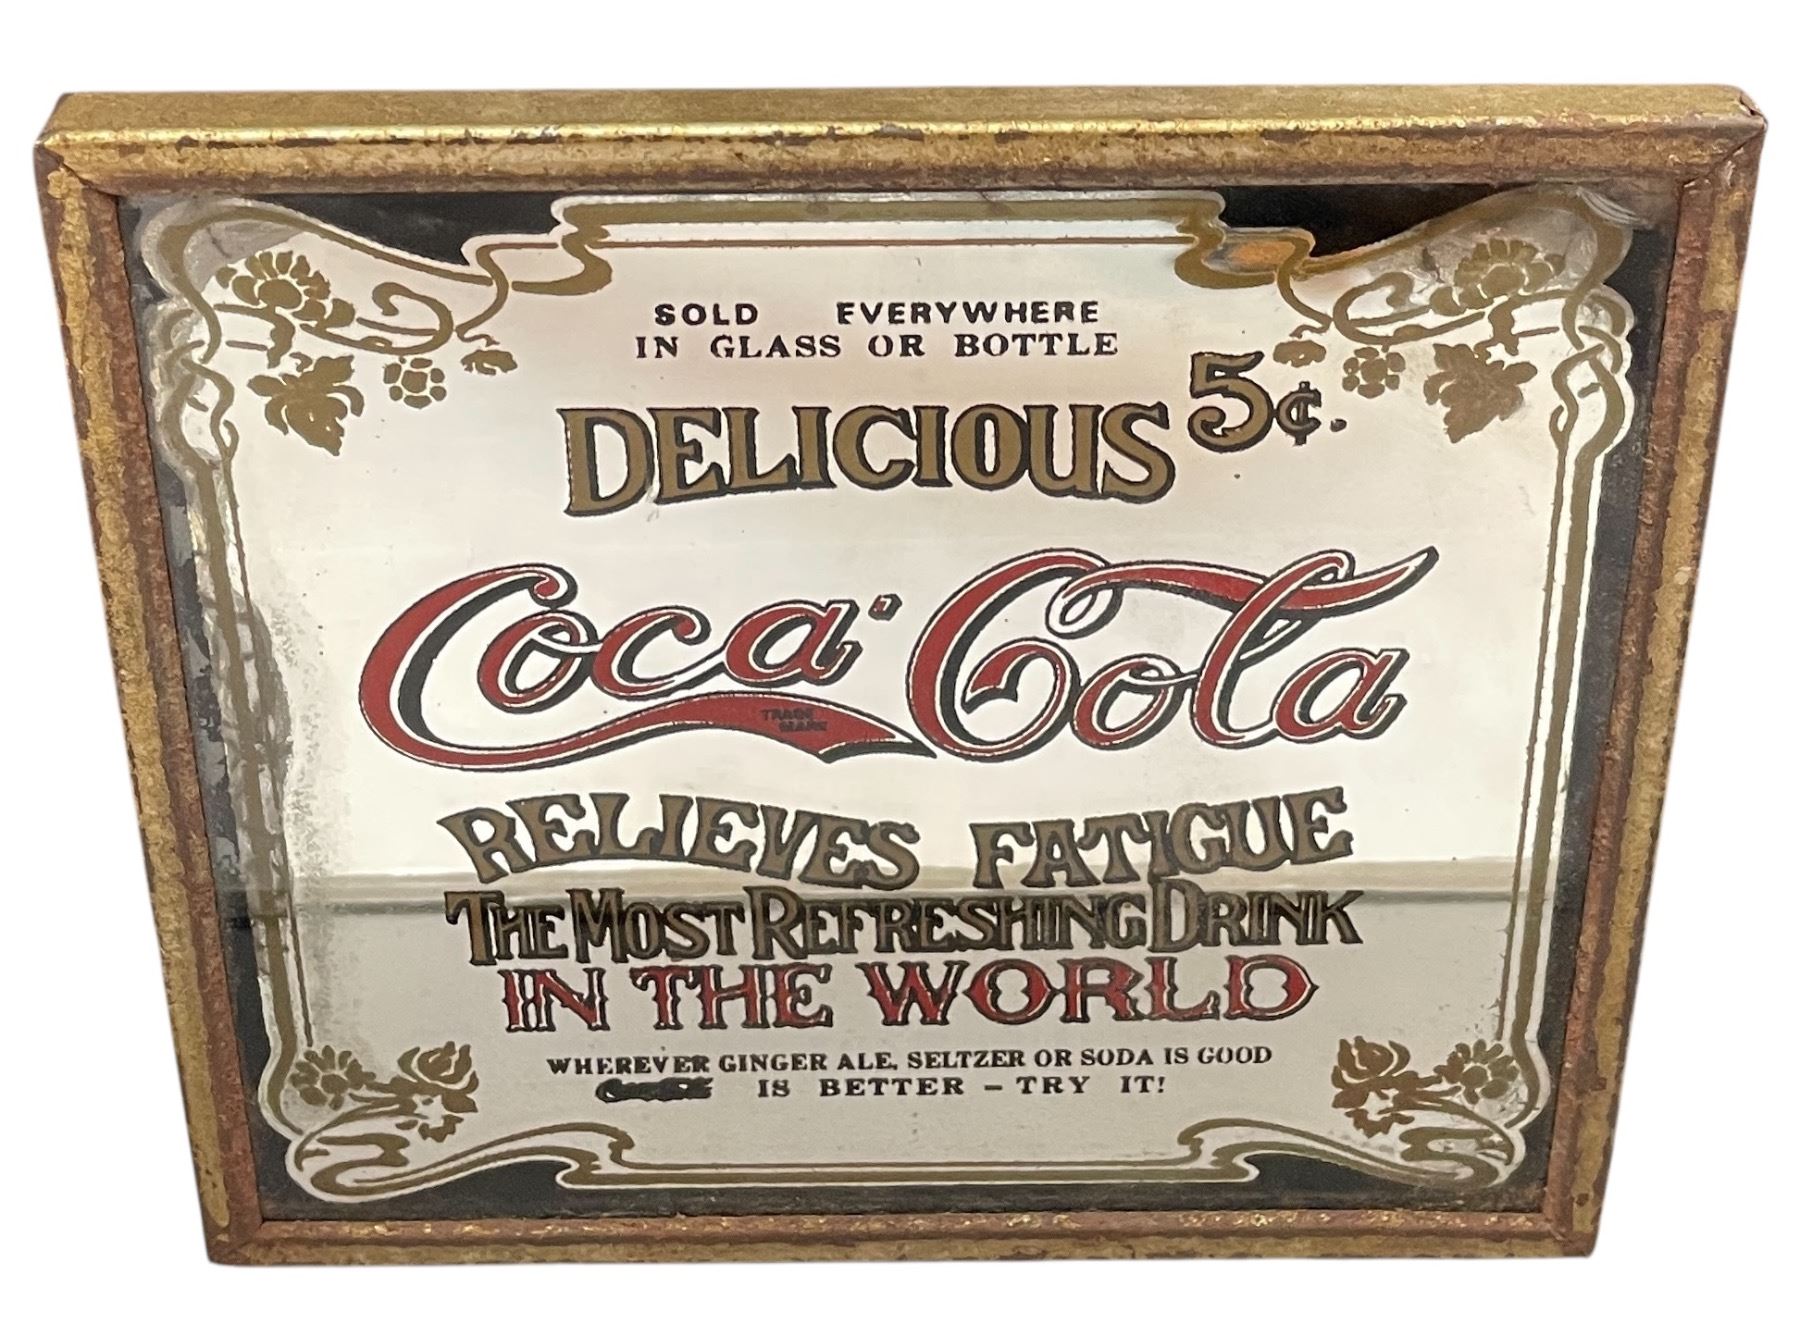 SOLD EVERYWHERE
IN GLASS OR BOTTLE
DELICIOUS 5¢.
Coca-Cola
TRADE
MARK
RELIEVES FATIGUE
THE MOST REFRESHING DRINK
IN THE WORLD
WHEREVER GINGER ALE, SELTZER OR SODA IS GOOD
Coca-Cola IS BETTER - TRY IT!